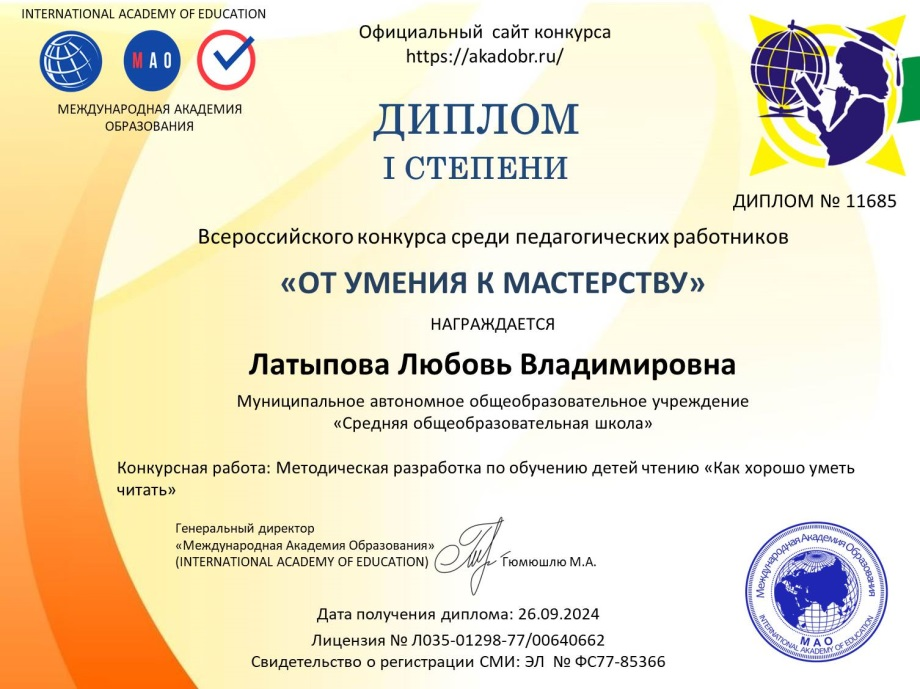 INTERNATIONAL ACADEMY OF EDUCATION
М А О
МЕЖДУНАРОДНАЯ АКАДЕМИЯ
ОБРАЗОВАНИЯ
Официальный сайт конкурса
https://akadobr.ru/
ДИПЛОМ
I СТЕПЕНИ
ДИПЛОМ № 11685
Всероссийского конкурса среди педагогических работников
«ОТ УМЕНИЯ К МАСТЕРСТВУ»
НАГРАЖДАЕТСЯ
Латыпова Любовь Владимировна
Муниципальное автономное общеобразовательное учреждение
«Средняя общеобразовательная школа»
Конкурсная работа: Методическая разработка по обучению детей чтению «Как хорошо уметь
читать»
Генеральный директор
«Международная Академия Образования»
(INTERNATIONAL ACADEMY OF EDUCATION)
Гюмюшлю М.А.
Международная Академия Образования
М А О
INTERNATIONAL ACADEMY OF EDUCATION
Дата получения диплома: 26.09.2024
Лицензия № Л035-01298-77/00640662
Свидетельство о регистрации СМИ: ЭЛ № ФС77-85366